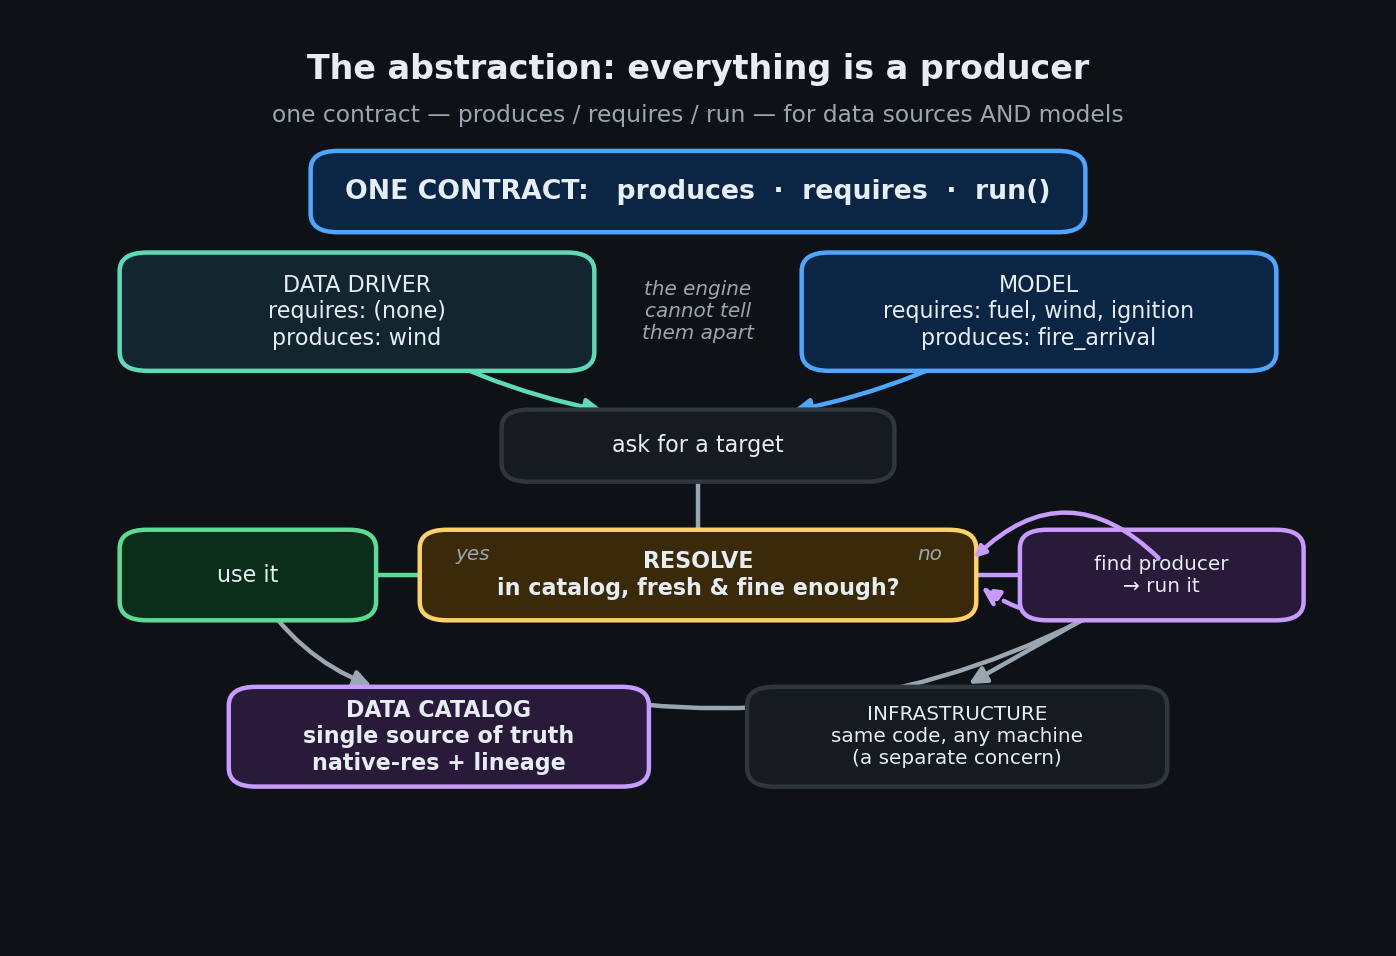 The abstraction: everything is a producer
one contract — produces / requires / run — for data sources AND models
ONE CONTRACT:   produces  ·  requires  ·  run()
DATA DRIVER
requires: (none)
produces: wind
the engine
cannot tell
them apart
MODEL
requires: fuel, wind, ignition
produces: fire_arrival
ask for a target
use it
yes
RESOLVE
in catalog, fresh & fine enough?
no
find producer
→ run it
DATA CATALOG
single source of truth
native-res + lineage
INFRASTRUCTURE
same code, any machine
(a separate concern)